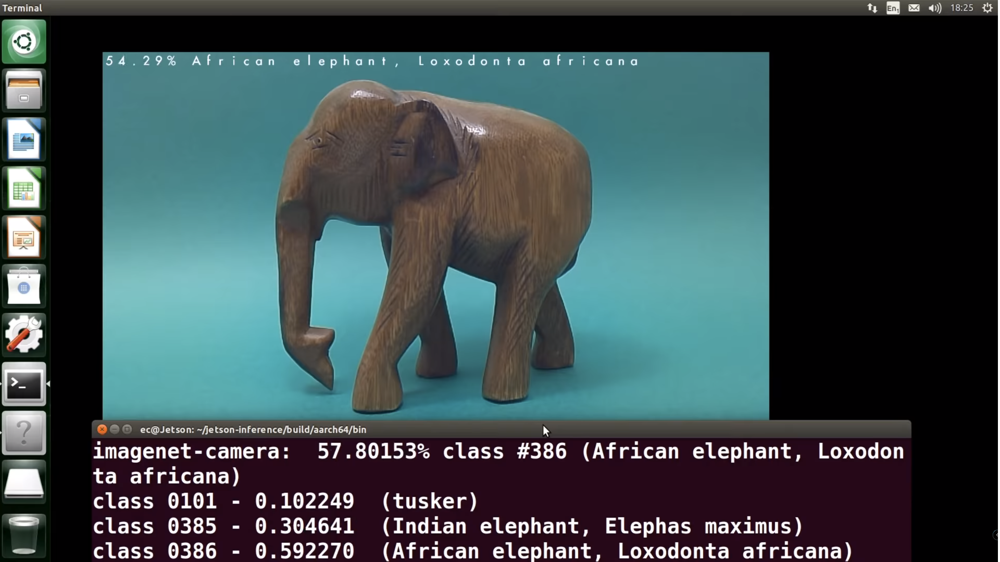 Terminal
En1
18:25
54.29% African elephant, Loxodonta africana
ec@Jetson: ~/jetson-inference/build/aarch64/bin
imagenet-camera:  57.80153% class #386 (African elephant, Loxodon
ta africana)
class 0101 - 0.102249  (tusker)
class 0385 - 0.304641  (Indian elephant, Elephas maximus)
class 0386 - 0.592270  (African elephant, Loxodonta africana)